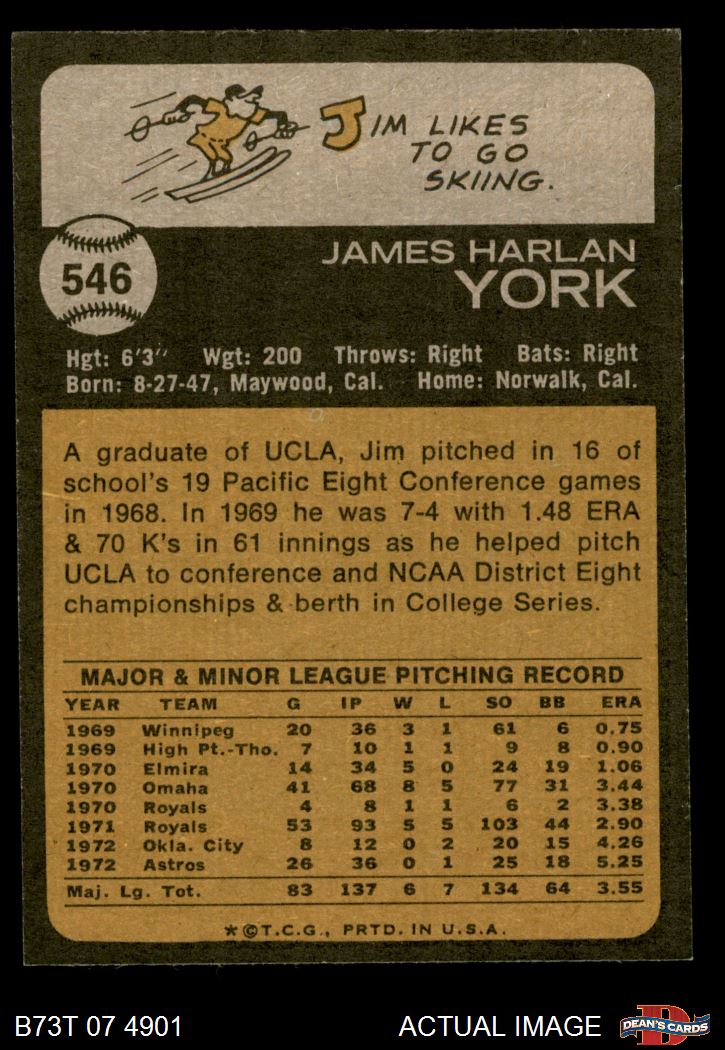 JIM LIKES
TO GO
SKIING.
546
JAMES HARLAN
YORK
Hgt: 6'3" Wgt: 200 Throws: Right Bats: Right
Born: 8-27-47, Maywood, Cal. Home: Norwalk, Cal.
A graduate of UCLA, Jim pitched in 16 of
school's 19 Pacific Eight Conference games
in 1968. In 1969 he was 7-4 with 1.48 ERA
& 70 K's in 61 innings as he helped pitch
UCLA to conference and NCAA District Eight
championships & berth in College Series.
MAJOR & MINOR LEAGUE PITCHING RECORD
YEAR TEAM G IP W L SO BB ERA
1969 Winnipeg 20 36 3 1 61 6 0.75
1969 High Pt.-Tho. 7 10 1 1 9 8 0.90
1970 Elmira 14 34 5 0 24 19 1.06
1970 Omaha 41 68 8 5 77 31 3.44
1970 Royals 4 8 1 1 6 2 3.38
1971 Royals 53 93 5 5 103 44 2.90
1972 Okla. City 8 12 0 2 20 15 4.26
1972 Astros 26 36 0 1 25 18 5.25
Maj. Lg. Tot. 83 137 6 7 134 64 3.55
*©T.C.G., PRTD. IN U.S.A.
B73T 07 4901 ACTUAL IMAGE
D
DEAN'S CARDS